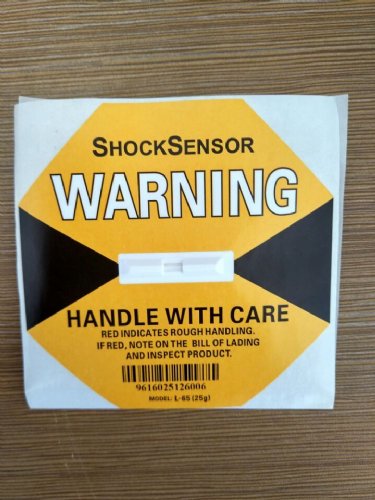 SHOCKSENSOR
WARNING
HANDLE WITH CARE
RED INDICATES ROUGH HANDLING.
IF RED, NOTE ON THE BILL OF LADING
AND INSPECT PRODUCT.
9616025126006
MODEL: L-65 (25g)